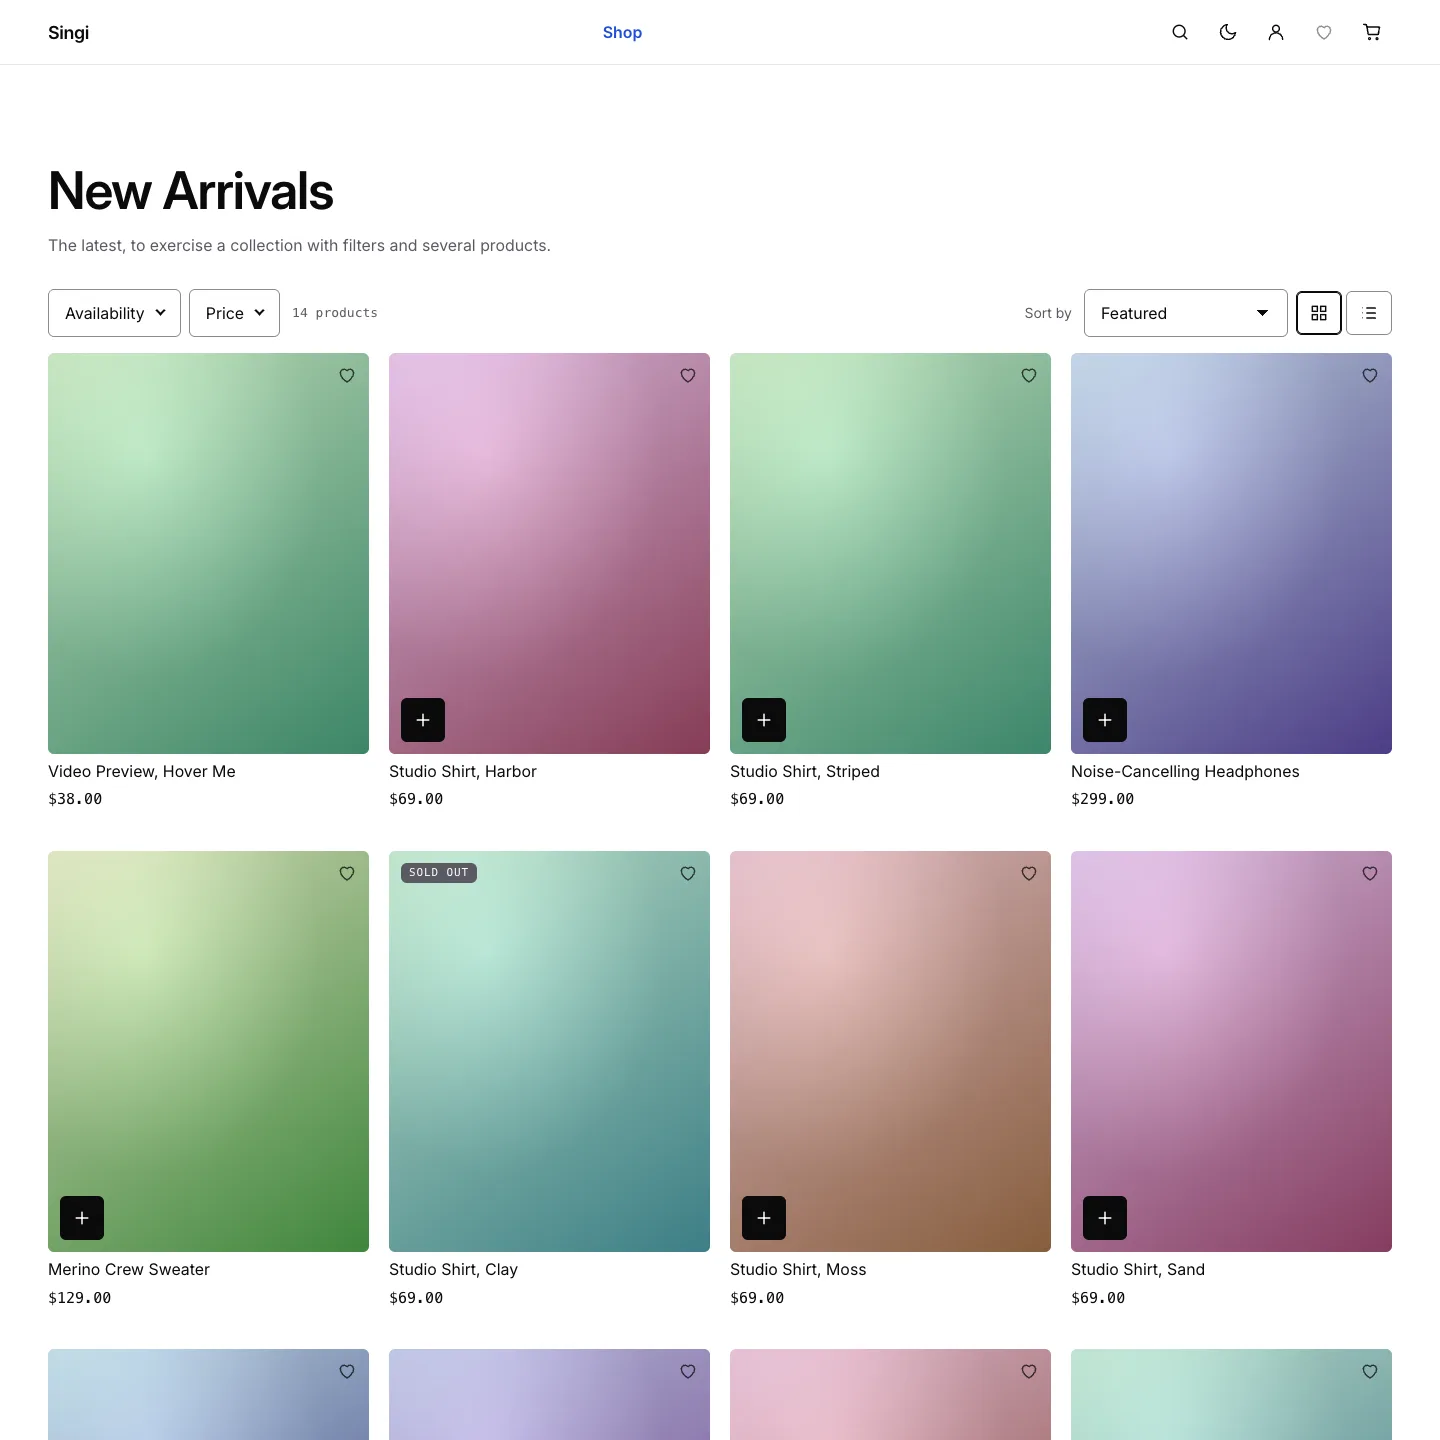 Singi
Shop
New Arrivals
The latest, to exercise a collection with filters and several products.
Availability
Price
14 products
Sort by
Featured
Video Preview, Hover Me
$38.00
Studio Shirt, Harbor
$69.00
Studio Shirt, Striped
$69.00
Noise-Cancelling Headphones
$299.00
SOLD OUT
Merino Crew Sweater
$129.00
Studio Shirt, Clay
$69.00
Studio Shirt, Moss
$69.00
Studio Shirt, Sand
$69.00